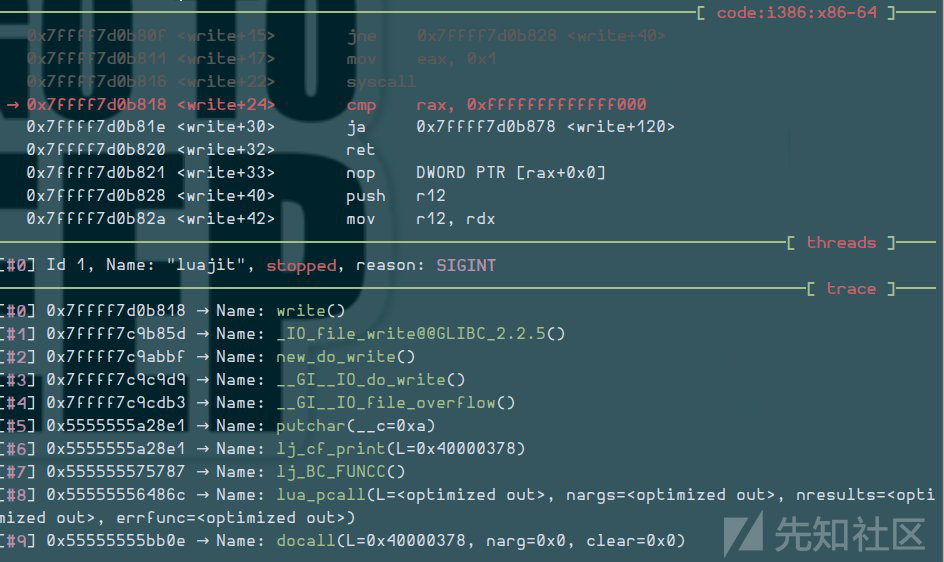 [ code:i386:x86-64 ]
0x7ffff7d0b80f <write+15> jne 0x7ffff7d0b828 <write+40>
0x7ffff7d0b811 <write+17> mov eax, 0x1
0x7ffff7d0b816 <write+22> syscall
→ 0x7ffff7d0b818 <write+24> cmp rax, 0xfffffffffffff000
0x7ffff7d0b81e <write+30> ja 0x7ffff7d0b878 <write+120>
0x7ffff7d0b820 <write+32> ret
0x7ffff7d0b821 <write+33> nop DWORD PTR [rax+0x0]
0x7ffff7d0b828 <write+40> push r12
0x7ffff7d0b82a <write+42> mov r12, rdx
[ threads ]
[#0] Id 1, Name: "luajit", stopped, reason: SIGINT
[ trace ]
[#0] 0x7ffff7d0b818 → Name: write()
[#1] 0x7ffff7c9b85d → Name: _IO_file_write@@GLIBC_2.2.5()
[#2] 0x7ffff7c9abbf → Name: new_do_write()
[#3] 0x7ffff7c9c9d9 → Name: __GI__IO_do_write()
[#4] 0x7ffff7c9cdb3 → Name: __GI__IO_file_overflow()
[#5] 0x5555555a28e1 → Name: putchar(__c=0xa)
[#6] 0x5555555a28e1 → Name: lj_cf_print(L=0x40000378)
[#7] 0x555555575787 → Name: lj_BC_FUNCC()
[#8] 0x55555556486c → Name: lua_pcall(L=<optimized out>, nargs=<optimized out>, nresults=<opti
mized out>, errfunc=<optimized out>)
[#9] 0x55555555bb0e → Name: docall(L=0x40000378, narg=0x0, clear=0x0)
先知社区